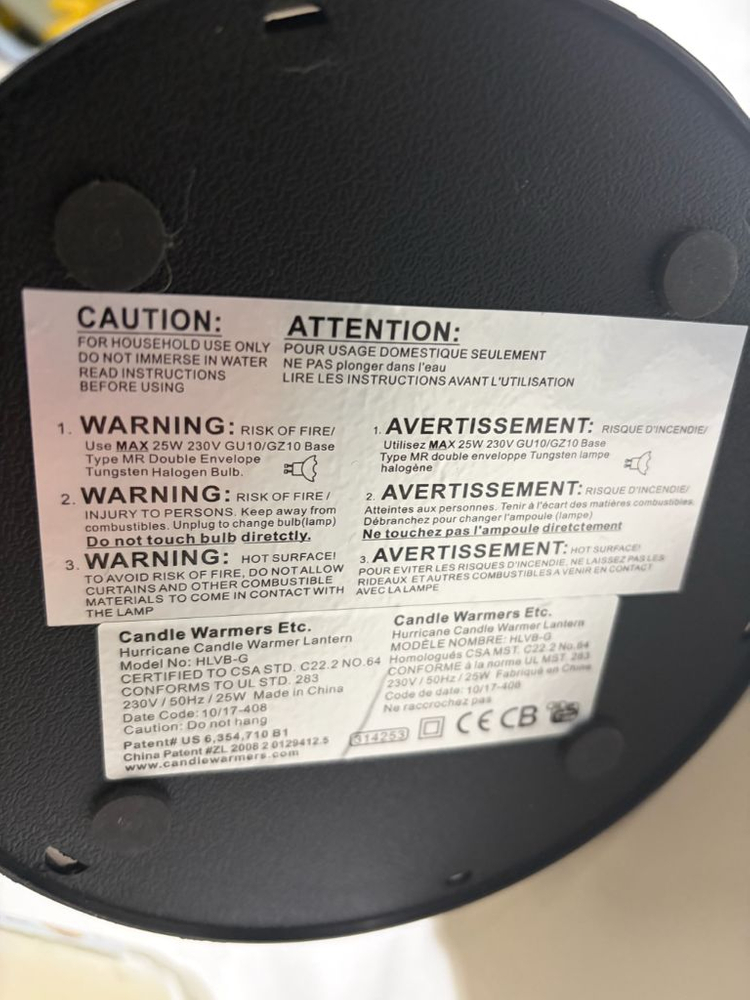 CAUTION:
FOR HOUSEHOLD USE ONLY
DO NOT IMMERSE IN WATER
READ INSTRUCTIONS
BEFORE USING
ATTENTION:
POUR USAGE DOMESTIQUE SEULEMENT
NE PAS plonger dans l'eau
LIRE LES INSTRUCTIONS AVANT L'UTILISATION
1. WARNING: RISK OF FIRE/
Use MAX 25W 230V GU10/GZ10 Base
Type MR Double Envelope
Tungsten Halogen Bulb.
2. WARNING: RISK OF FIRE /
INJURY TO PERSONS. Keep away from
combustibles. Unplug to change bulb(lamp)
Do not touch bulb diretctly.
3. WARNING: HOT SURFACE!
TO AVOID RISK OF FIRE, DO NOT ALLOW
CURTAINS AND OTHER COMBUSTIBLE
MATERIALS TO COME IN CONTACT WITH
THE LAMP
1. AVERTISSEMENT: RISQUE D'INCENDIE/
Utilisez MAX 25W 230V GU10/GZ10 Base
Type MR double enveloppe Tungsten lampe
halogène
2. AVERTISSEMENT: RISQUE D'INCENDIE/
Atteintes aux personnes. Tenir à l'écart des matières combustibles.
Débranchez pour changer l'ampoule (lampe)
Ne touchez pas l'ampoule diretctement
3. AVERTISSEMENT: HOT SURFACE!
POUR EVITER LES RISQUES D'INCENDIE, NE LAISSEZ PAS LES
RIDEAUX ET AUTRES COMBUSTIBLES A VENIR EN CONTACT
AVEC LA LAMPE
Candle Warmers Etc.
Hurricane Candle Warmer Lantern
Model No: HLVB-G
CERTIFIED TO CSA STD. C22.2 NO.64
CONFORMS TO UL STD. 283
230V / 50Hz / 25W Made in China
Date Code: 10/17-408
Caution: Do not hang
Patent# US 6,354,710 B1
China Patent #ZL 2008 2 0129412.5
www.candlewarmers.com
Candle Warmers Etc.
Hurricane Candle Warmer Lantern
MODÈLE NOMBRE: HLVB-G
Homologués CSA MST. C22.2 No.64
CONFORME à la norme UL MST. 283
230V / 50Hz / 25W Fabriqué en Chine
Code de date: 10/17-408
Ne raccrochez pas
514253 CE CB